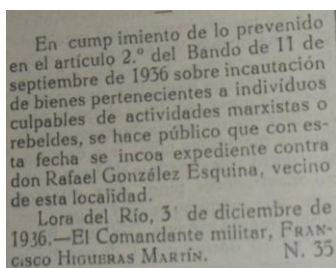 En cump imiento de lo prevenido
en el artículo 2.º del Bando de 11 de
septiembre de 1936 sobre incautación
de bienes pertenecientes a indivíduos
culpables de actividades marxistas o
rebeldes, se hace público que con es-
ta fecha se incoa expediente contra
don Rafael González Esquina, vecino
de esta localidad.
Lora del Río, 3 de diciembre de
1936.—El Comandante militar, FRAN-
CISCO HIGUERAS MARTÍN. N. 35